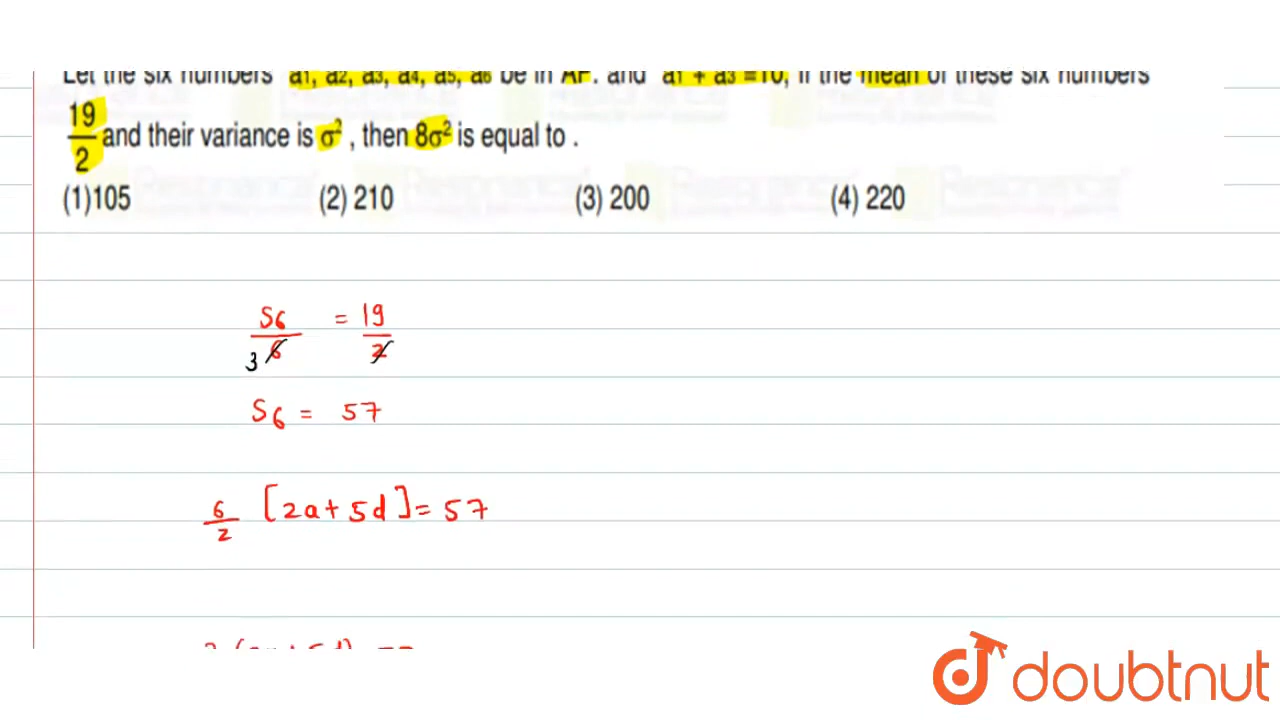 Let the six numbers a1, a2, a3, a4, a5, a6 be in AP. and a1 + a3 =10, If the mean of these six numbers
19/2 and their variance is σ², then 8σ² is equal to .
(1)105 (2) 210 (3) 200 (4) 220
S6/6 = 19/2
3
S6 = 57
6/2 [2a + 5d] = 57
doubtnut